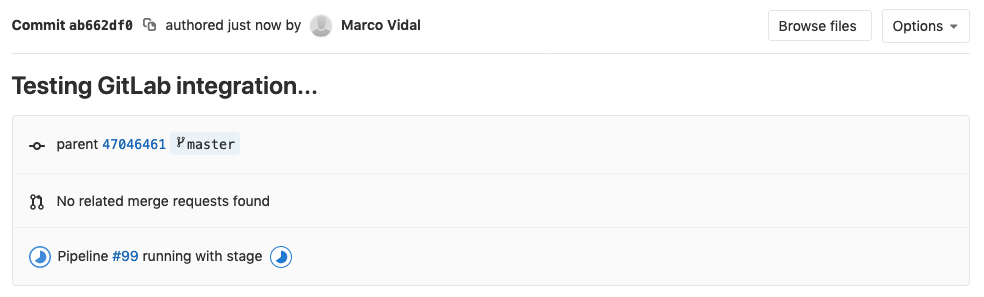 Commit ab662df0 authored just now by Marco Vidal Browse files Options
Testing GitLab integration...
parent 47046461 master
No related merge requests found
Pipeline #99 running with stage